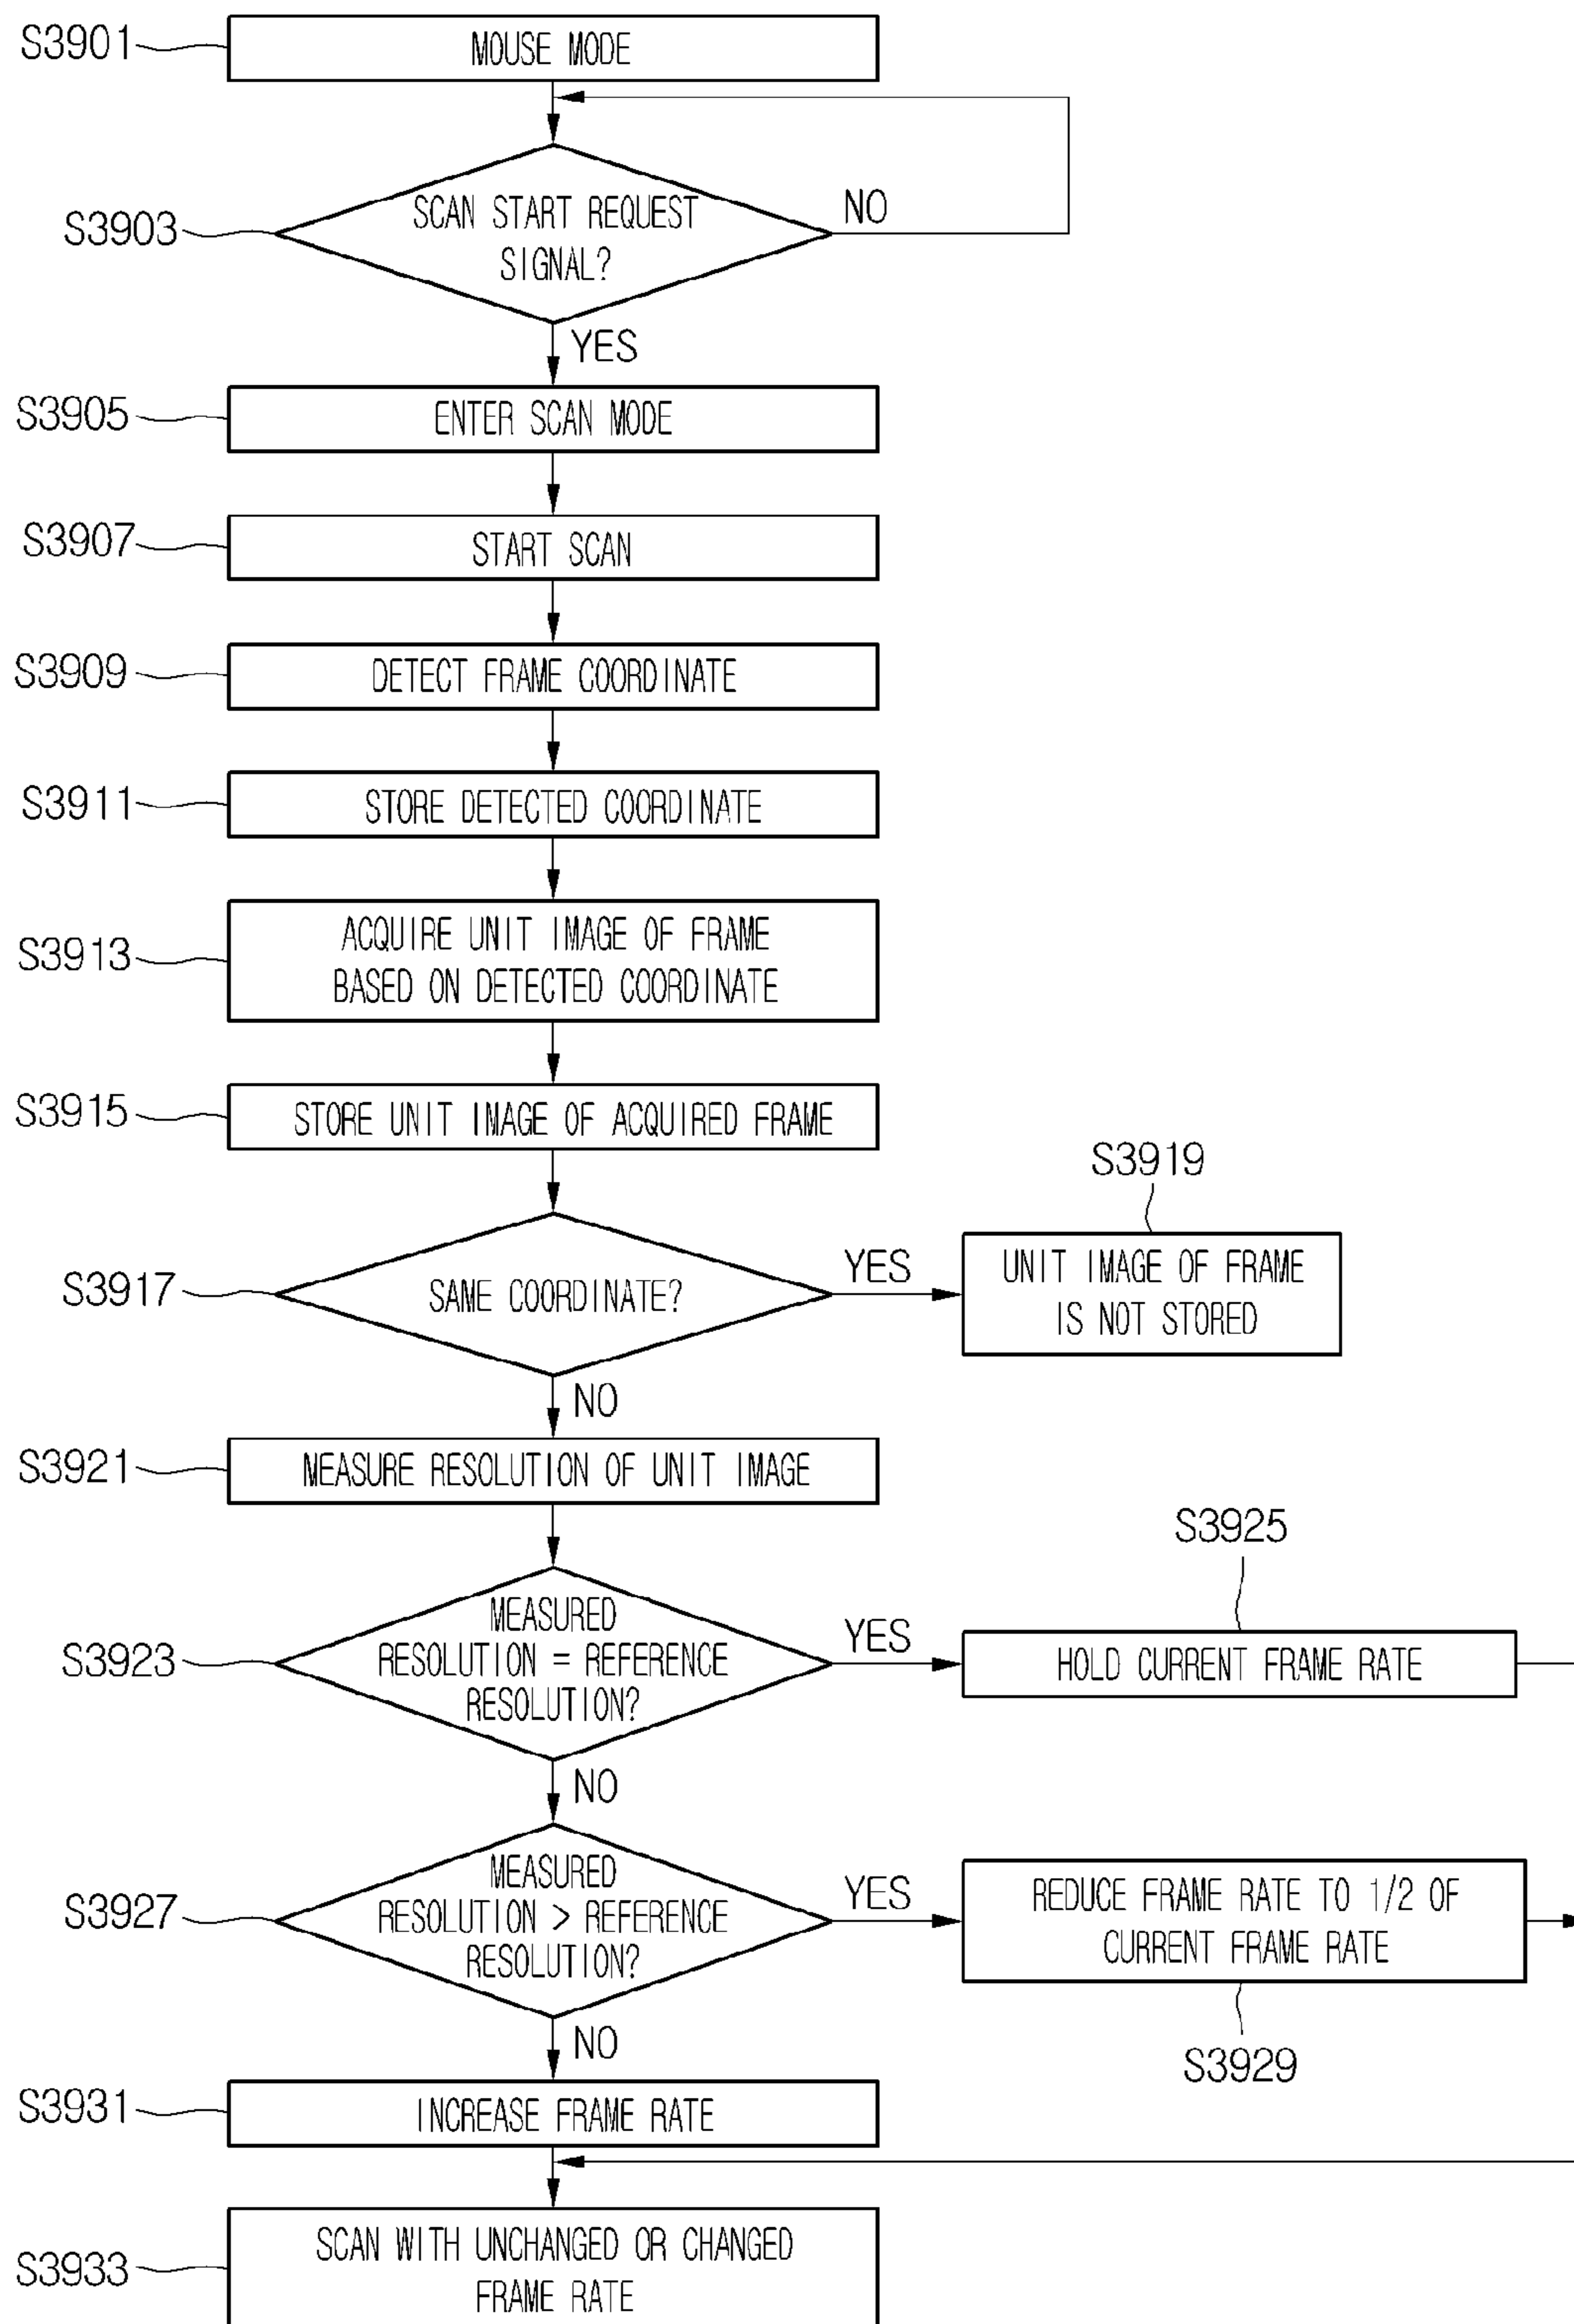 S3901
MOUSE MODE
S3903
SCAN START REQUEST
SIGNAL?
NO
YES
S3905
ENTER SCAN MODE
S3907
START SCAN
S3909
DETECT FRAME COORDINATE
S3911
STORE DETECTED COORDINATE
S3913
ACQUIRE UNIT IMAGE OF FRAME
BASED ON DETECTED COORDINATE
S3915
STORE UNIT IMAGE OF ACQUIRED FRAME
S3917
SAME COORDINATE?
YES
S3919
UNIT IMAGE OF FRAME
IS NOT STORED
NO
S3921
MEASURE RESOLUTION OF UNIT IMAGE
S3923
MEASURED
RESOLUTION = REFERENCE
RESOLUTION?
YES
S3925
HOLD CURRENT FRAME RATE
NO
S3927
MEASURED
RESOLUTION > REFERENCE
RESOLUTION?
YES
REDUCE FRAME RATE TO 1/2 OF
CURRENT FRAME RATE
S3929
NO
S3931
INCREASE FRAME RATE
S3933
SCAN WITH UNCHANGED OR CHANGED
FRAME RATE